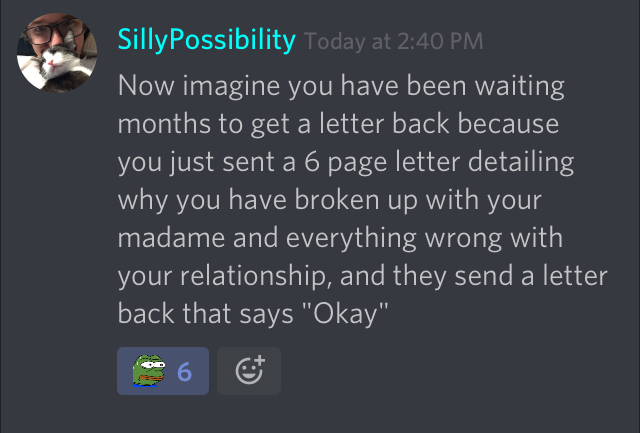 SillyPossibility Today at 2:40 PM
Now imagine you have been waiting
months to get a letter back because
you just sent a 6 page letter detailing
why you have broken up with your
madame and everything wrong with
your relationship, and they send a letter
back that says "Okay"
6